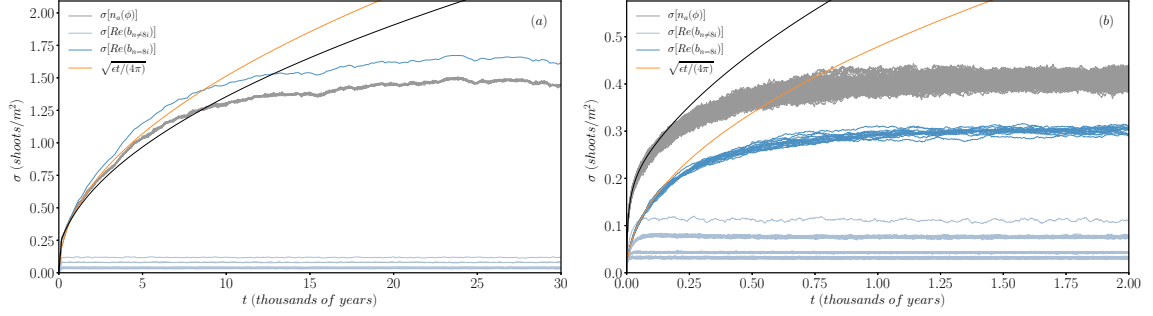 σ[n_a(ϕ)]
σ[Re(b_{n≠8i})]
σ[Re(b_{n=8i})]
√ϵt/(4π)
(a)
2.00
1.75
1.50
1.25
1.00
0.75
0.50
0.25
0.00
σ (shoots/m²)
0 5 10 15 20 25 30
t (thousands of years)
σ[n_a(ϕ)]
σ[Re(b_{n≠8i})]
σ[Re(b_{n=8i})]
√ϵt/(4π)
(b)
0.5
0.4
0.3
0.2
0.1
0.0
σ (shoots/m²)
0.00 0.25 0.50 0.75 1.00 1.25 1.50 1.75 2.00
t (thousands of years)